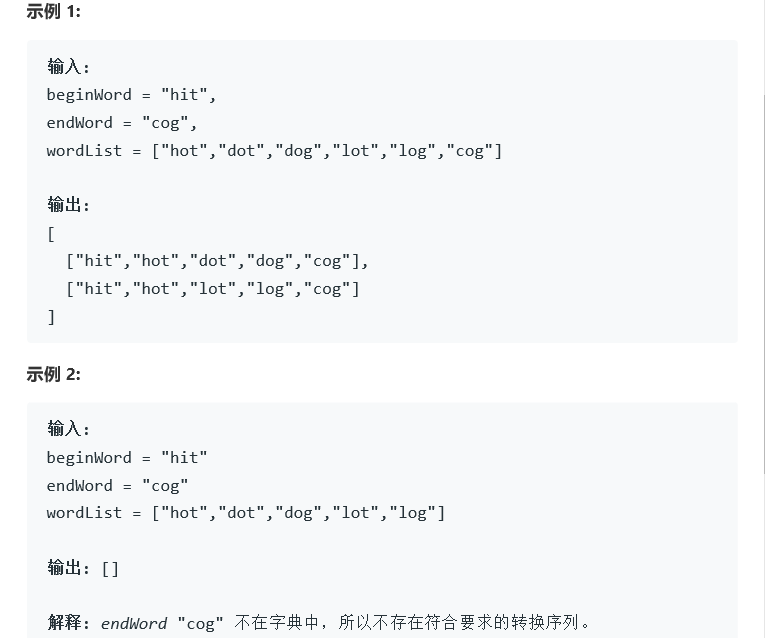 示例 1:
输入:
beginWord = "hit",
endWord = "cog",
wordList = ["hot","dot","dog","lot","log","cog"]
输出:
[
  ["hit","hot","dot","dog","cog"],
  ["hit","hot","lot","log","cog"]
]
示例 2:
输入:
beginWord = "hit"
endWord = "cog"
wordList = ["hot","dot","dog","lot","log"]
输出: []
解释: endWord "cog" 不在字典中，所以不存在符合要求的转换序列。